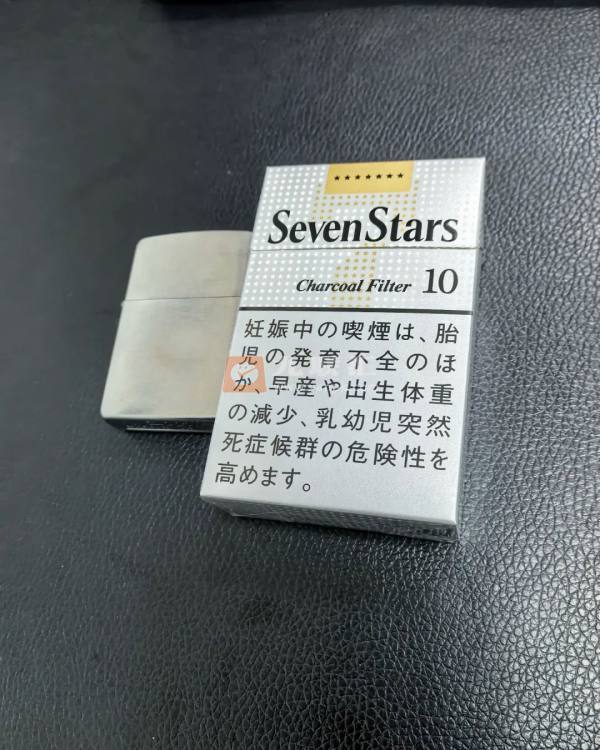 ★★★★★★★
SevenStars
Charcoal Filter 10
妊娠中の喫煙は、胎
児の発育不全のほ
か、早産や出生体重
の減少、乳幼児突然
死症候群の危険性を
高めます。